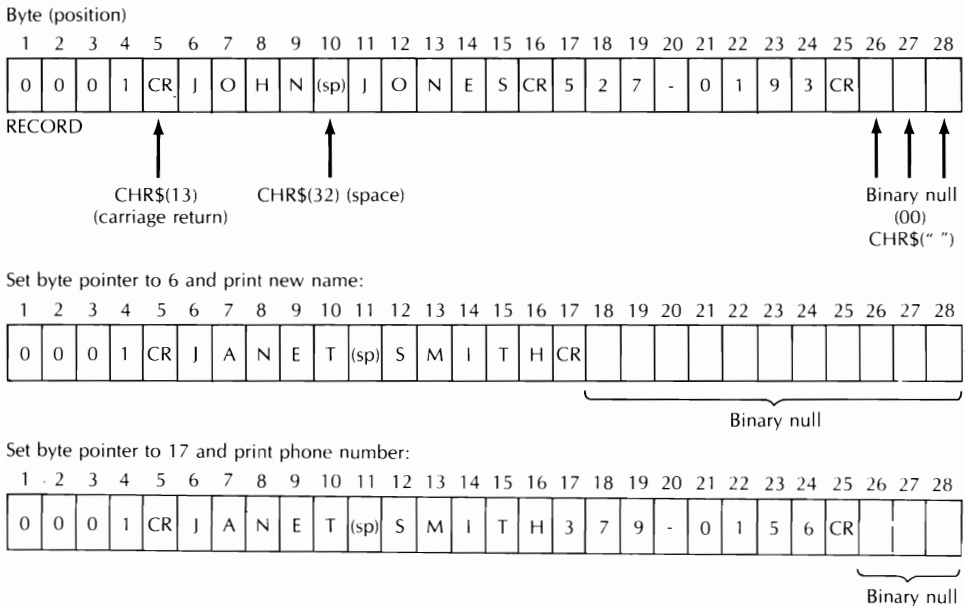 Byte (position)
1 2 3 4 5 6 7 8 9 10 11 12 13 14 15 16 17 18 19 20 21 22 23 24 25 26 27 28
0 0 0 1 CR J O H N (sp) J O N E S CR 5 2 7 - 0 1 9 3 CR
RECORD
CHR$(13) CHR$(32) (space) Binary null
(carriage return) (00)
CHR$(“ ”)
Set byte pointer to 6 and print new name:
1 2 3 4 5 6 7 8 9 10 11 12 13 14 15 16 17 18 19 20 21 22 23 24 25 26 27 28
0 0 0 1 CR J A N E T (sp) S M I T H CR
Binary null
Set byte pointer to 17 and print phone number:
1 2 3 4 5 6 7 8 9 10 11 12 13 14 15 16 17 18 19 20 21 22 23 24 25 26 27 28
0 0 0 1 CR J A N E T (sp) S M I T H 3 7 9 - 0 1 5 6 CR
Binary null